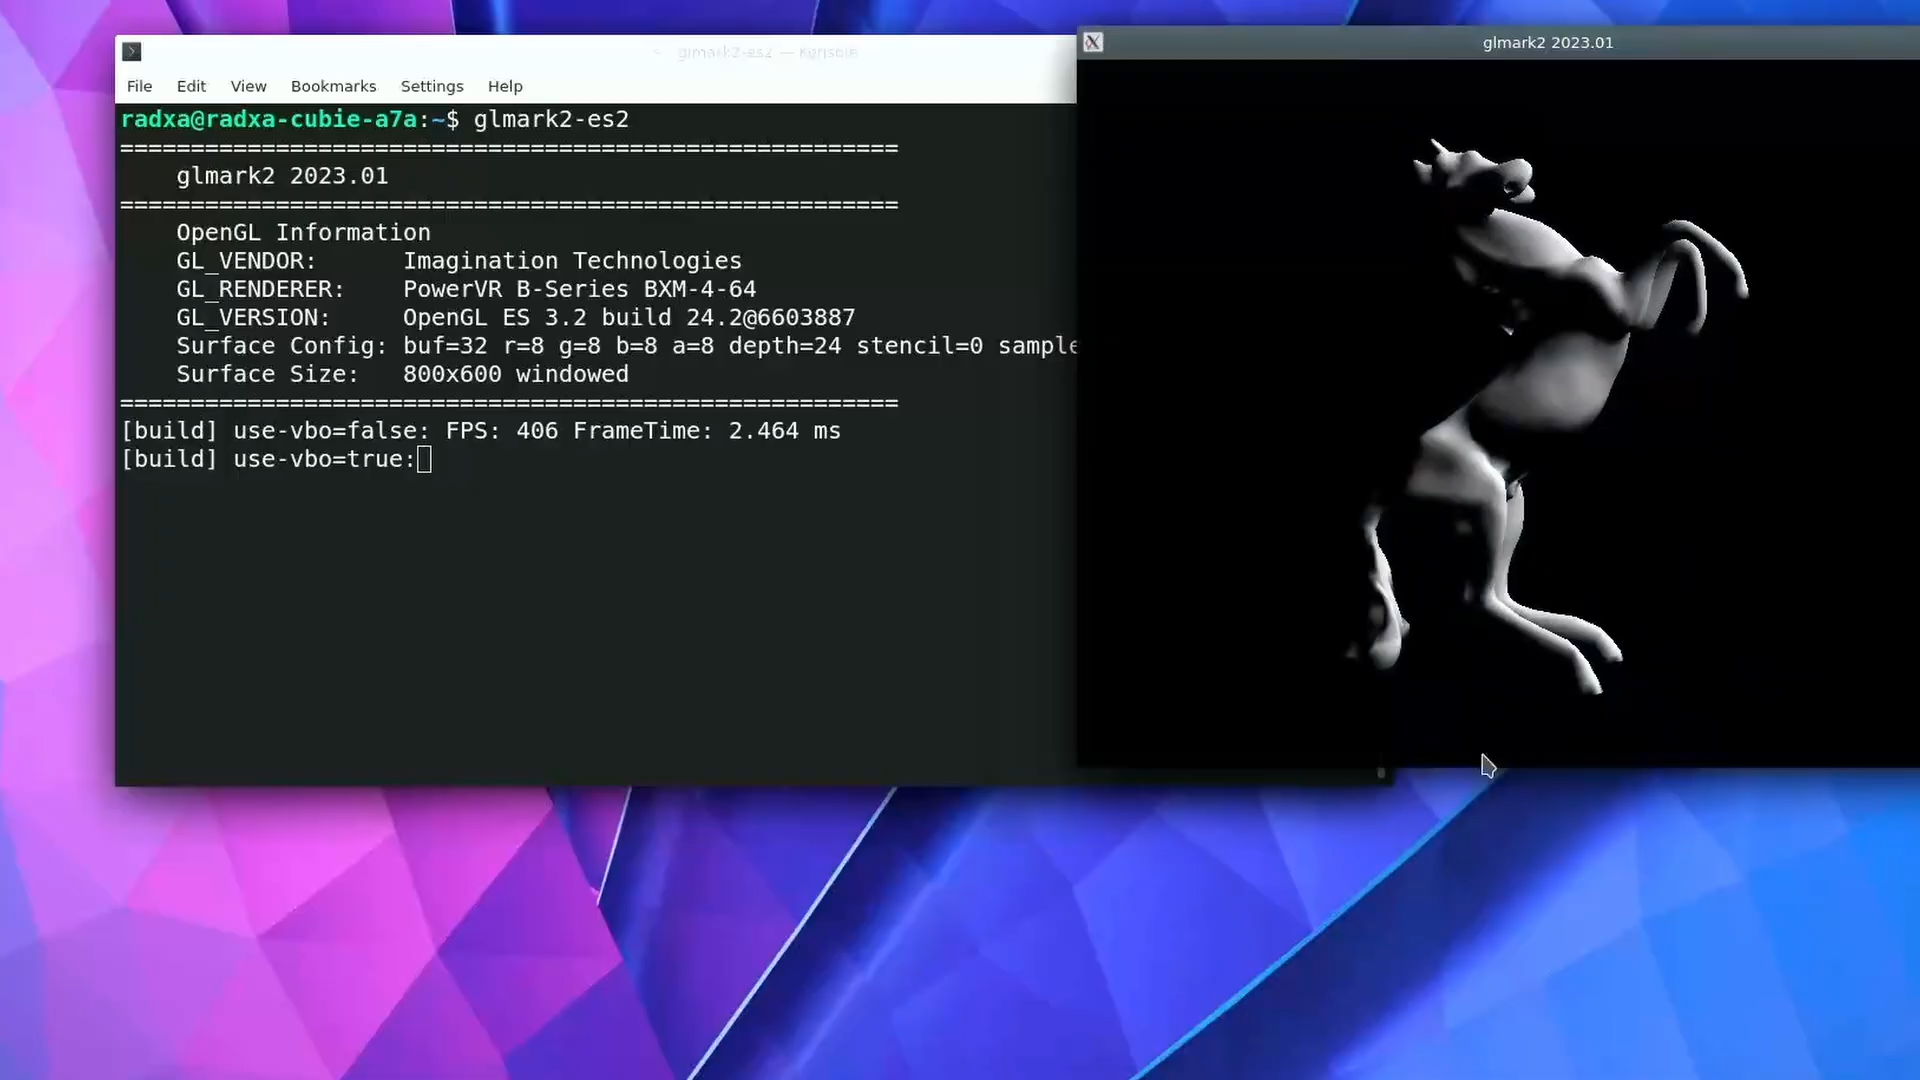 ~ : glmark2-es2 — Konsole
glmark2 2023.01
File Edit View Bookmarks Settings Help
radxa@radxa-cubie-a7a:~$ glmark2-es2
=======================================================
glmark2 2023.01
=======================================================
OpenGL Information
GL_VENDOR: Imagination Technologies
GL_RENDERER: PowerVR B-Series BXM-4-64
GL_VERSION: OpenGL ES 3.2 build 24.2@6603887
Surface Config: buf=32 r=8 g=8 b=8 a=8 depth=24 stencil=0 sample
Surface Size: 800x600 windowed
=======================================================
[build] use-vbo=false: FPS: 406 FrameTime: 2.464 ms
[build] use-vbo=true: